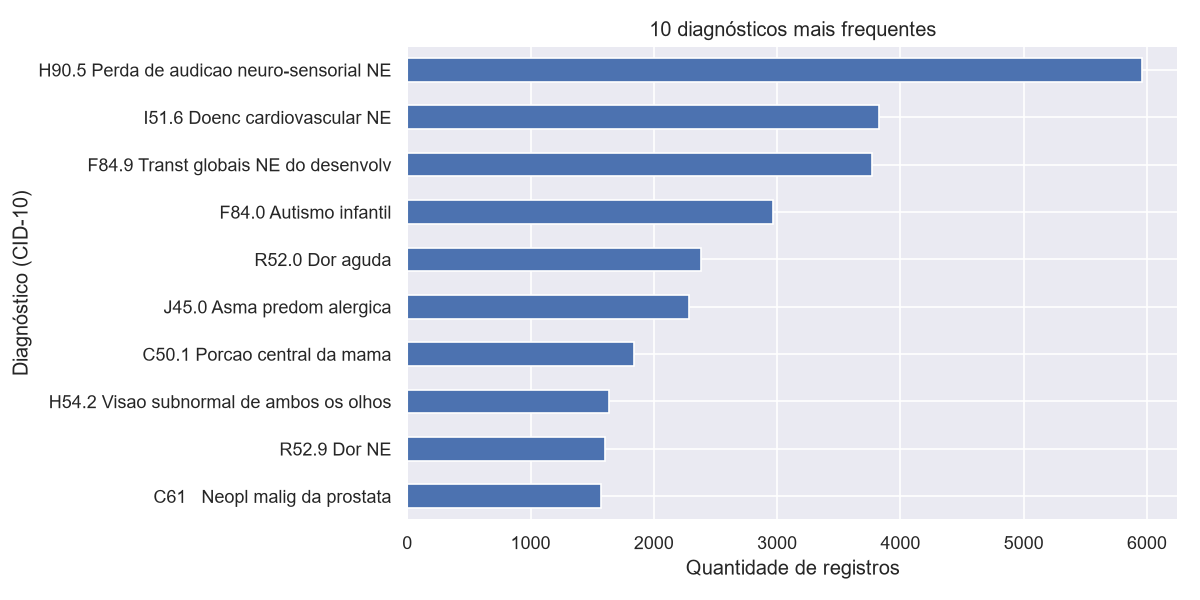 10 diagnósticos mais frequentes
Diagnóstico (CID-10)
H90.5 Perda de audicao neuro-sensorial NE
I51.6 Doenc cardiovascular NE
F84.9 Transt globais NE do desenvolv
F84.0 Autismo infantil
R52.0 Dor aguda
J45.0 Asma predom alergica
C50.1 Porcao central da mama
H54.2 Visao subnormal de ambos os olhos
R52.9 Dor NE
C61   Neopl malig da prostata
0 1000 2000 3000 4000 5000 6000
Quantidade de registros